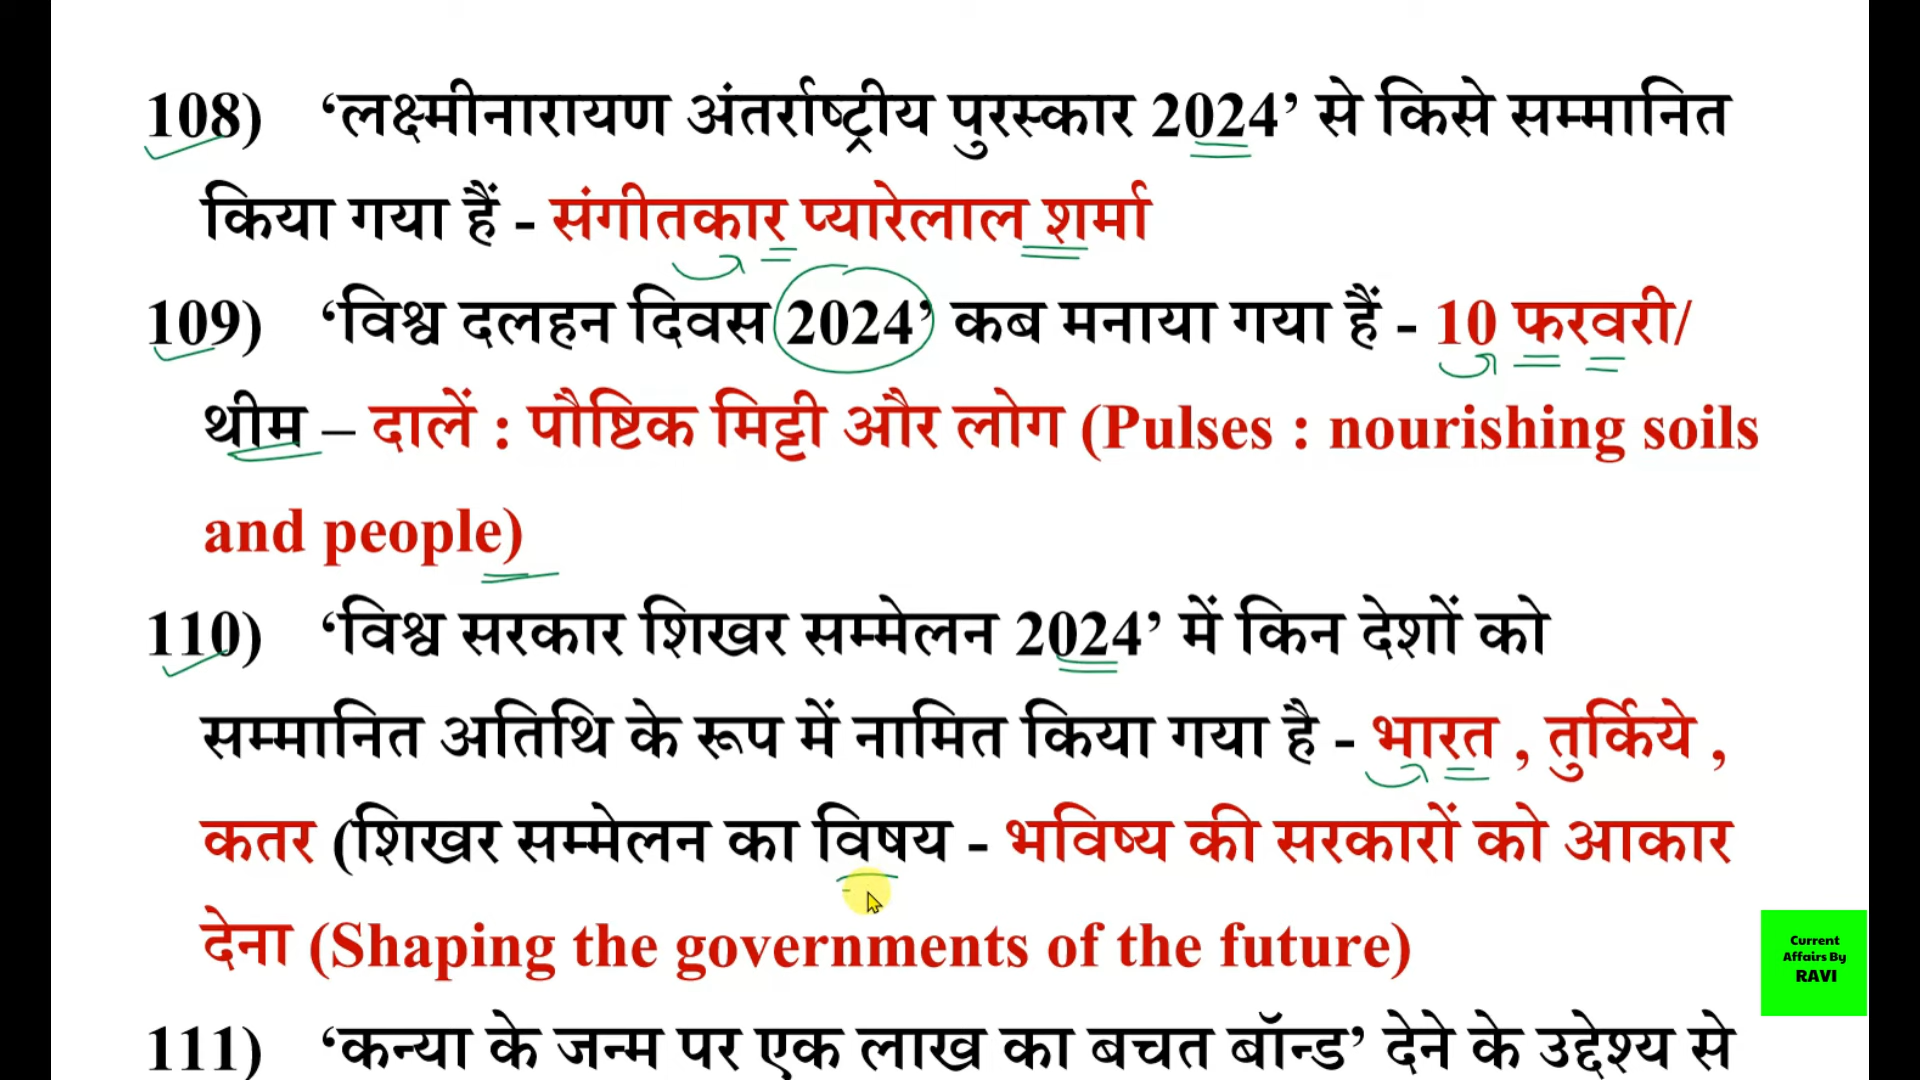 108) ‘लक्ष्मीनारायण अंतर्राष्ट्रीय पुरस्कार 2024’ से किसे सम्मानित
किया गया हैं - संगीतकार प्यारेलाल शर्मा
109) ‘विश्व दलहन दिवस 2024’ कब मनाया गया हैं - 10 फरवरी/
थीम – दालें : पौष्टिक मिट्टी और लोग (Pulses : nourishing soils
and people)
110) ‘विश्व सरकार शिखर सम्मेलन 2024’ में किन देशों को
सम्मानित अतिथि के रूप में नामित किया गया है - भारत , तुर्किये ,
कतर (शिखर सम्मेलन का विषय - भविष्य की सरकारों को आकार
देना (Shaping the governments of the future)
111) ‘कन्या के जन्म पर एक लाख का बचत बॉन्ड’ देने के उद्देश्य से
Current
Affairs By
RAVI